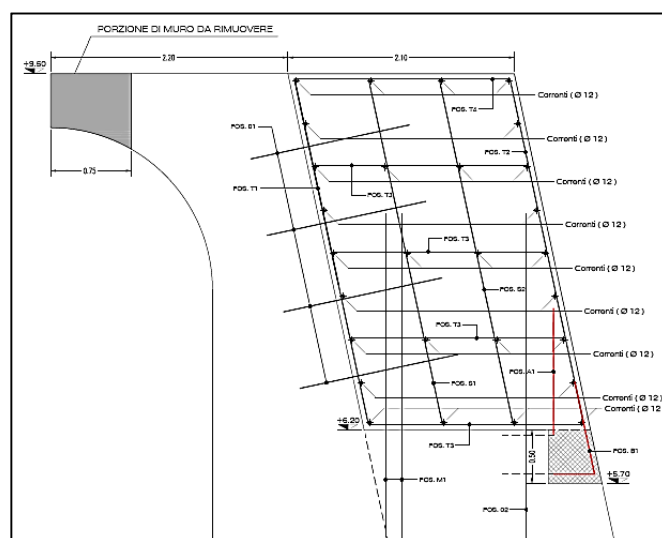 PORZIONE DI MURO DA RIMUOVERE
2.20
2.10
+9.50
POS. T4
Correnti ( Ø 12 )
Correnti ( Ø 12 )
POS. T2
POS. S1
0.75
POS. T1
POS. T3
Correnti ( Ø 12 )
Correnti ( Ø 12 )
POS. T3
Correnti ( Ø 12 )
POS. S2
Correnti ( Ø 12 )
POS. T3
Correnti ( Ø 12 )
POS. A1
POS. S1
Correnti ( Ø 12 )
Correnti ( Ø 12 )
+6.20
POS. T3
0.50
POS. B1
+5.70
POS. M1